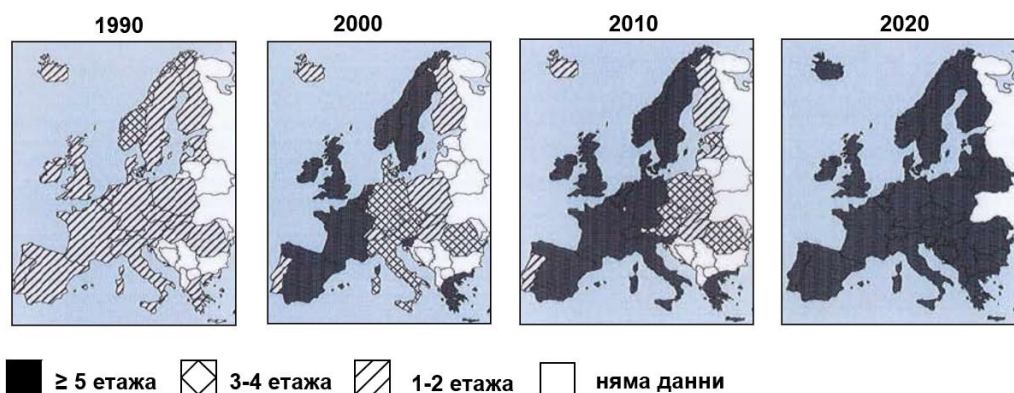 1990
2000
2010
2020
≥ 5 етажа
3-4 етажа
1-2 етажа
няма данни